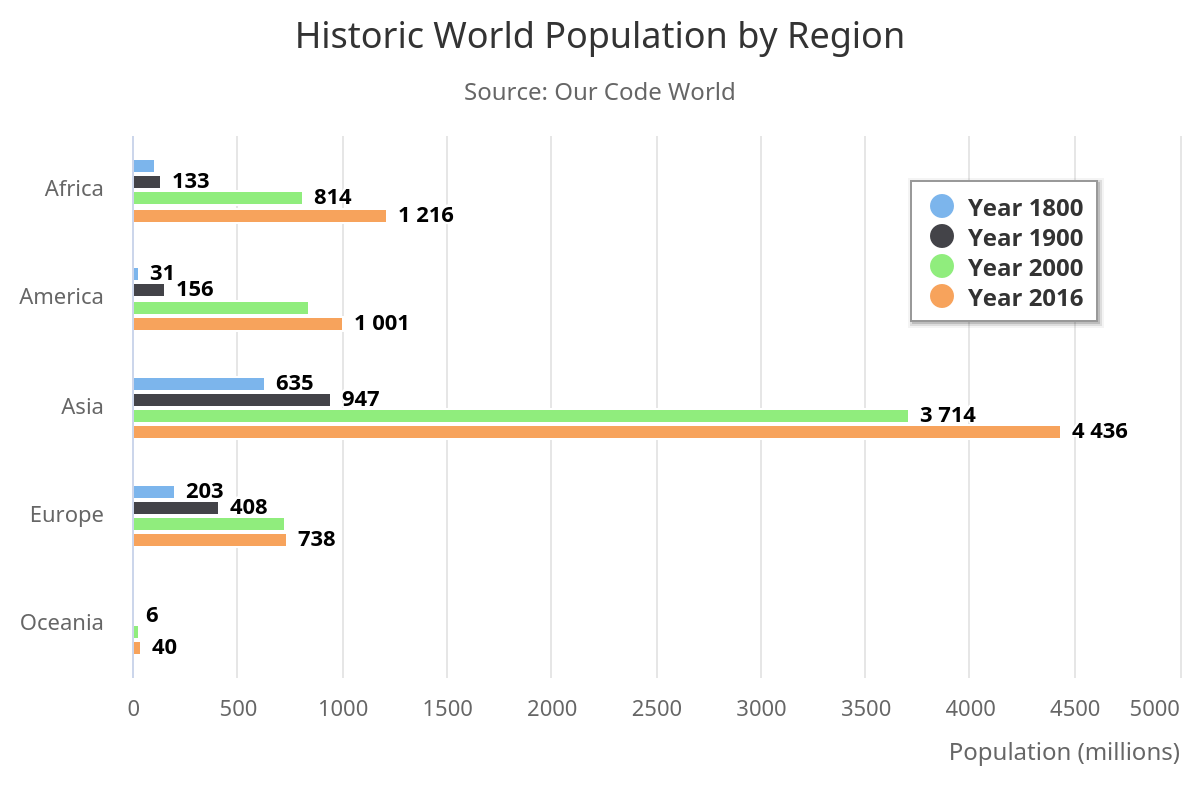 Historic World Population by Region
Source: Our Code World
Africa
133
814
1 216
America
31
156
1 001
Asia
635
947
3 714
4 436
Europe
203
408
738
Oceania
6
40
Year 1800
Year 1900
Year 2000
Year 2016
0 500 1000 1500 2000 2500 3000 3500 4000 4500 5000
Population (millions)